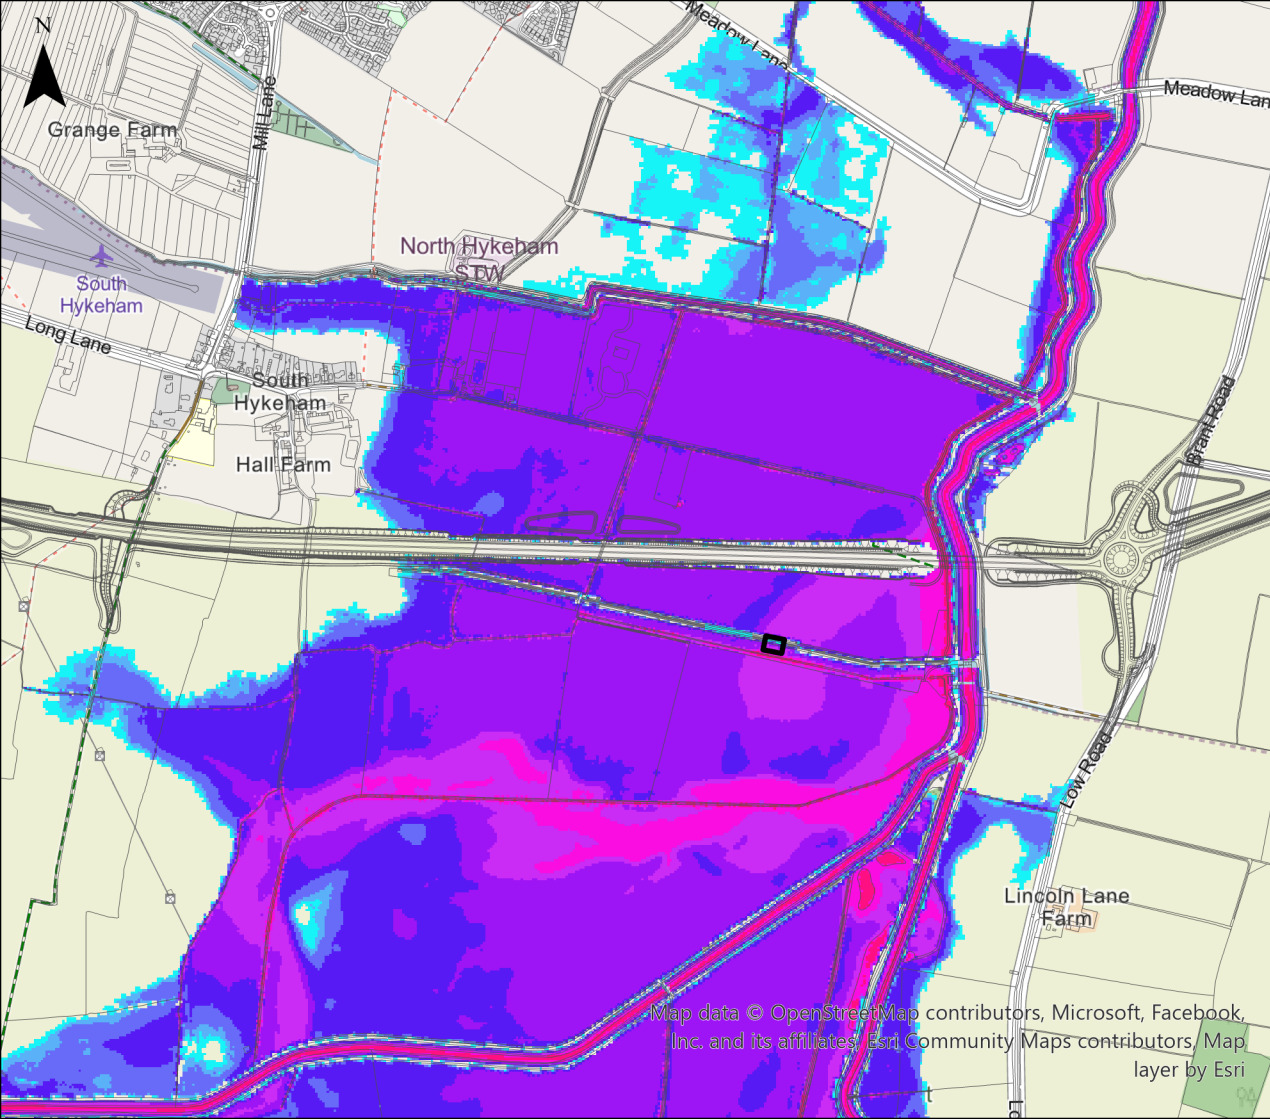 N
Meadow Lane
Meadow Lan
Mill Lane
Grange Farm
North Hykeham
STW
South
Hykeham
Long Lane
South
Hykeham
Brant Road
Hall Farm
Low Road
Lincoln Lane
Farm
Map data © OpenStreetMap contributors, Microsoft, Facebook,
Inc. and its affiliates, Esri Community Maps contributors, Map
layer by Esri
t
Lo